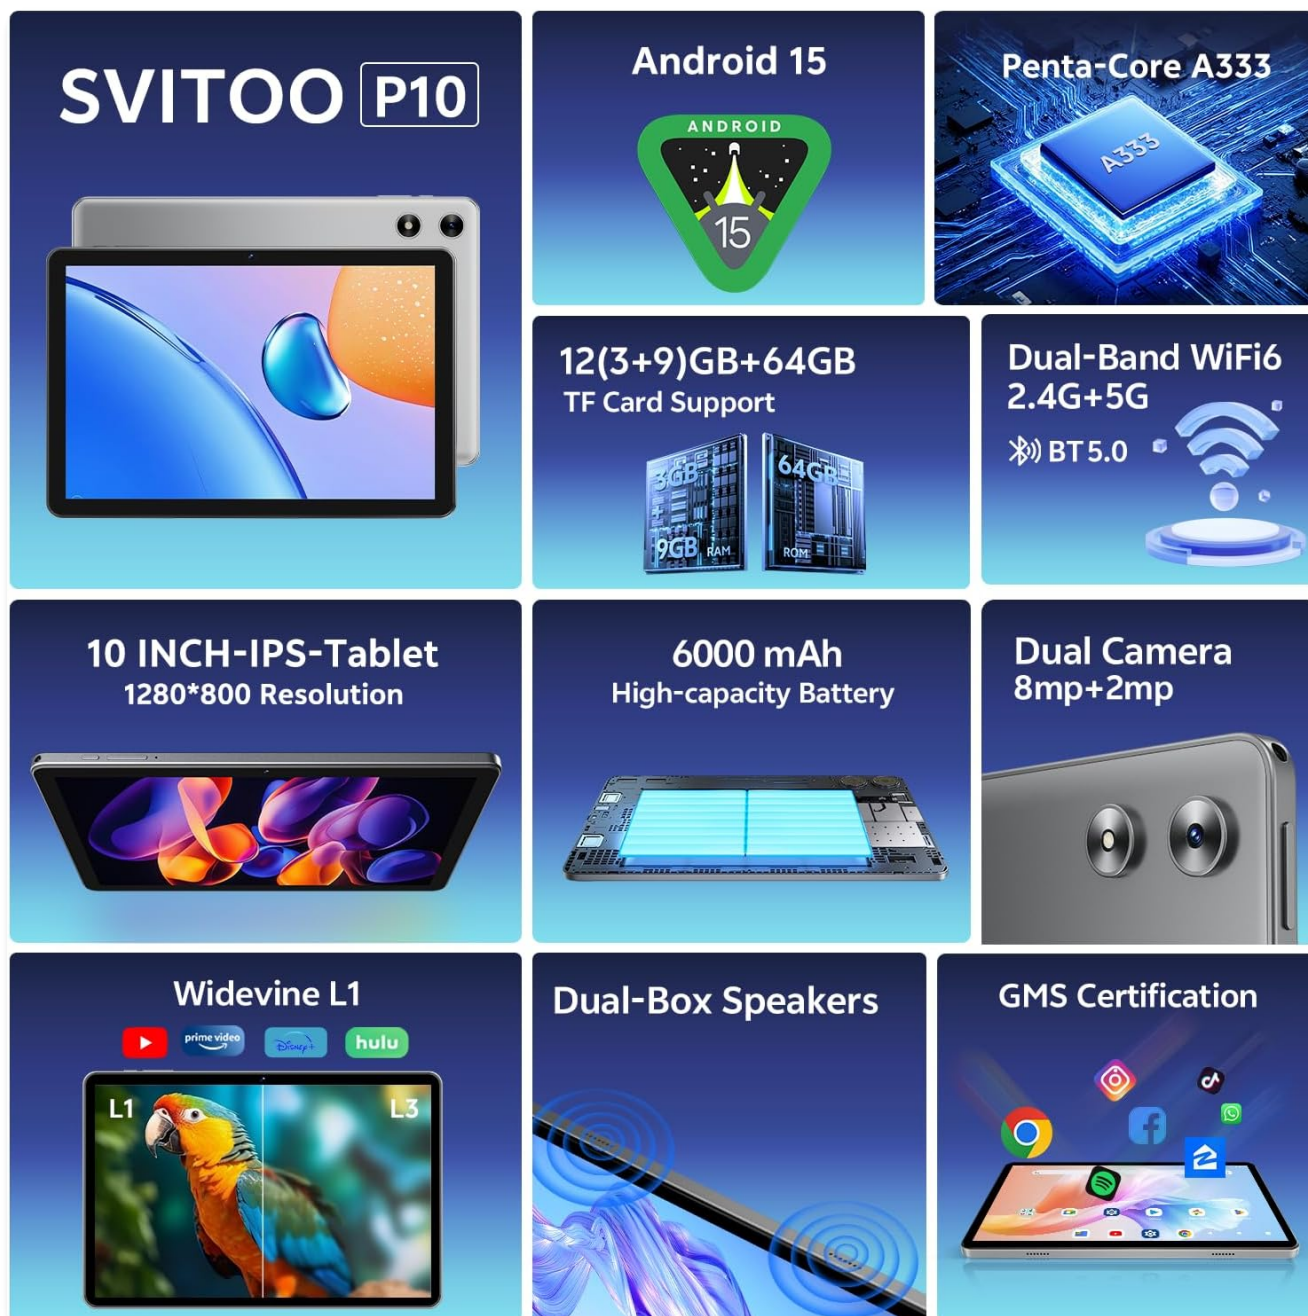 SVITOO P10
Android 15
ANDROID
15
Penta-Core A333
A333
12(3+9)GB+64GB
TF Card Support
3GB
+
9GB RAM
64GB
ROM
Dual-Band WiFi6
2.4G+5G
BT 5.0
10 INCH-IPS-Tablet
1280*800 Resolution
6000 mAh
High-capacity Battery
Dual Camera
8mp+2mp
Widevine L1
prime video
Disney+
hulu
L1
L3
Dual-Box Speakers
GMS Certification